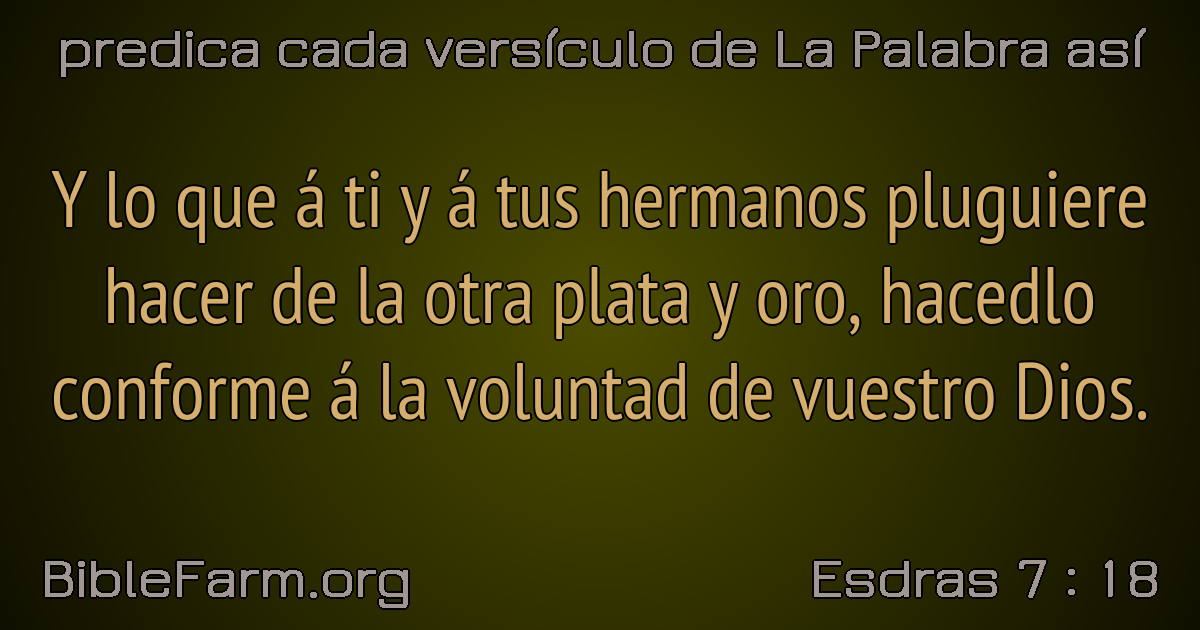 predica cada versículo de La Palabra así
Y lo que á ti y á tus hermanos pluguiere
hacer de la otra plata y oro, hacedlo
conforme á la voluntad de vuestro Dios.
BibleFarm.org
Esdras 7 : 18